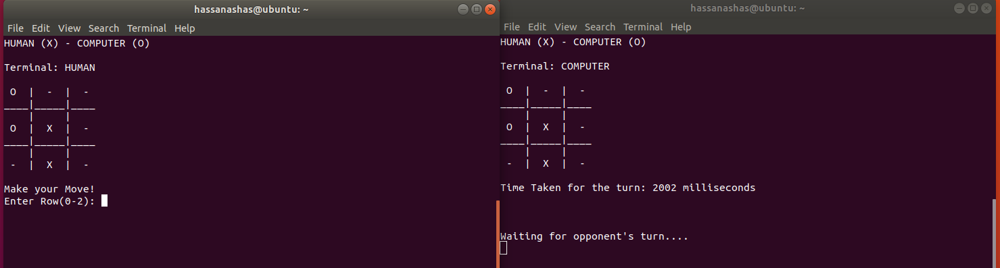 hassanashas@ubuntu: ~
File Edit View Search Terminal Help
HUMAN (X) - COMPUTER (O)
Terminal: HUMAN
 O  |  -  |  -
____|_____|____
    |     |
 O  |  X  |  -
____|_____|____
    |     |
 -  |  X  |  -
Make your Move!
Enter Row(0-2):
hassanashas@ubuntu: ~
File Edit View Search Terminal Help
HUMAN (X) - COMPUTER (O)
Terminal: COMPUTER
 O  |  -  |  -
____|_____|____
    |     |
 O  |  X  |  -
____|_____|____
    |     |
 -  |  X  |  -
Time Taken for the turn: 2002 milliseconds
Waiting for opponent's turn....